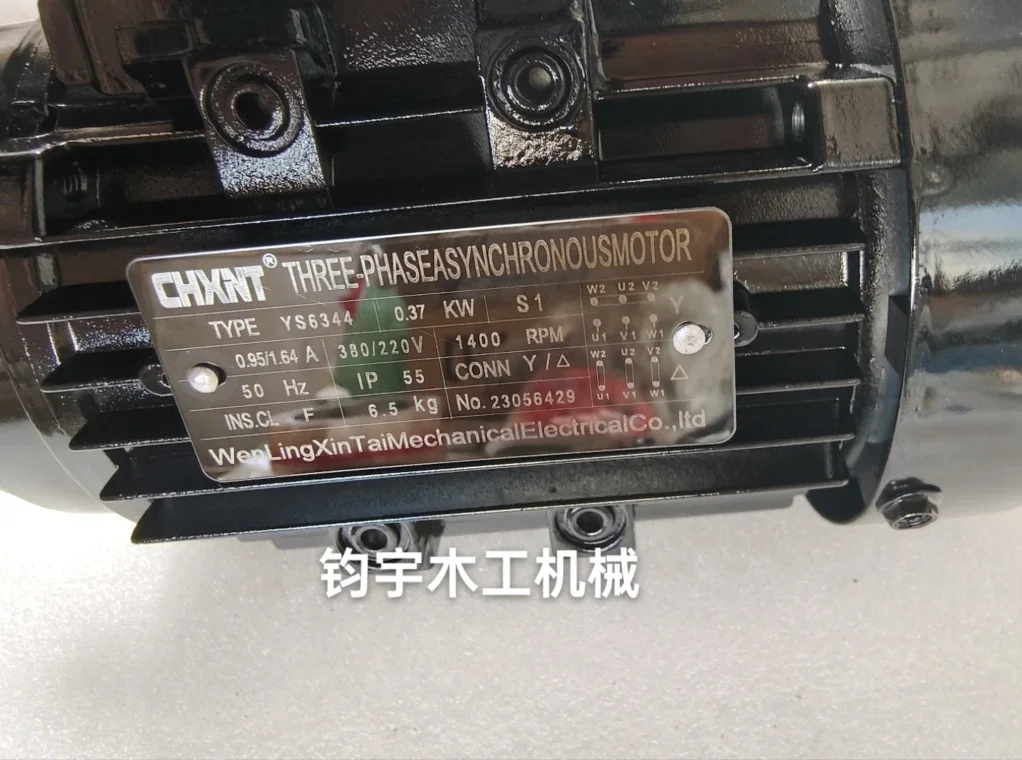 CHXNT® THREE-PHASEASYNCHRONOUSMOTOR
TYPE YS6344 0.37 KW S1
0.95/1.64 A 380/220V 1400 RPM
50 Hz IP 55 CONN Y/△
INS.CL F 6.5 kg No.23056429
W2 U2 V2
Y
U1 V1 W1
W2 U2 V2
△
U1 V1 W1
WenLingXinTaiMechanicalElectricalCo.,ltd
钧宇木工机械